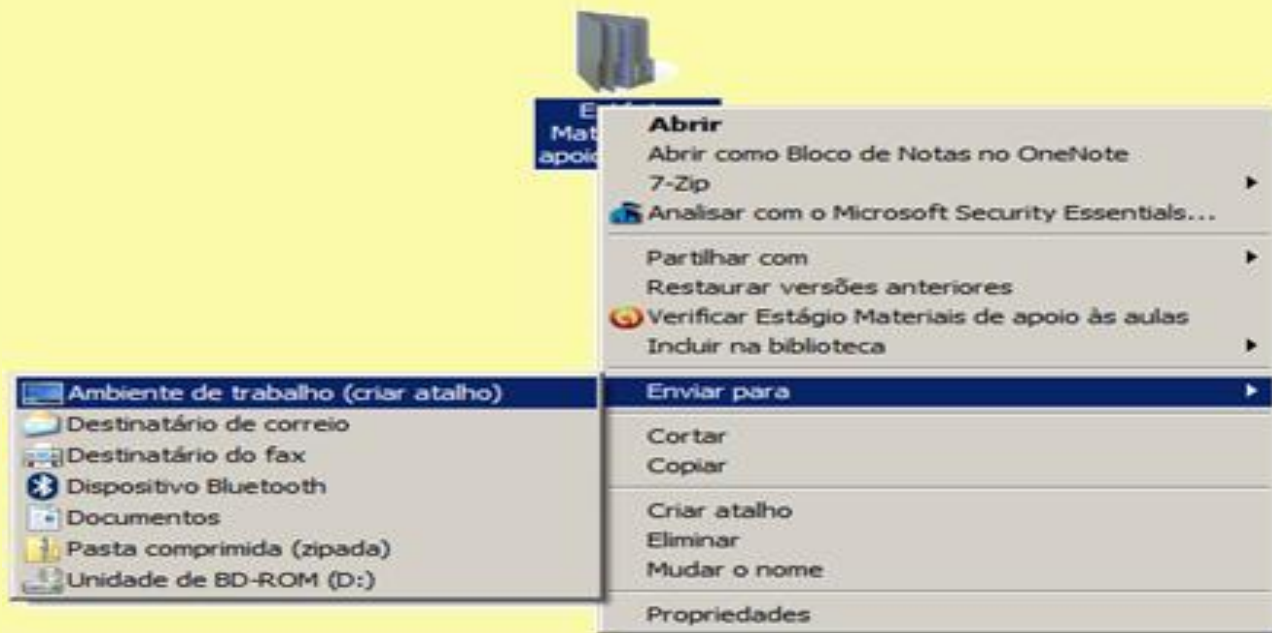 Mat
apoio
Abrir
Abrir como Bloco de Notas no OneNote
7-Zip
Analisar com o Microsoft Security Essentials...
Partilhar com
Restaurar versões anteriores
Verificar Estágio Materiais de apoio às aulas
Incluir na biblioteca
Enviar para
Cortar
Copiar
Criar atalho
Eliminar
Mudar o nome
Propriedades
Ambiente de trabalho (criar atalho)
Destinatário de correio
Destinatário do fax
Dispositivo Bluetooth
Documentos
Pasta comprimida (zipada)
Unidade de BD-ROM (D:)